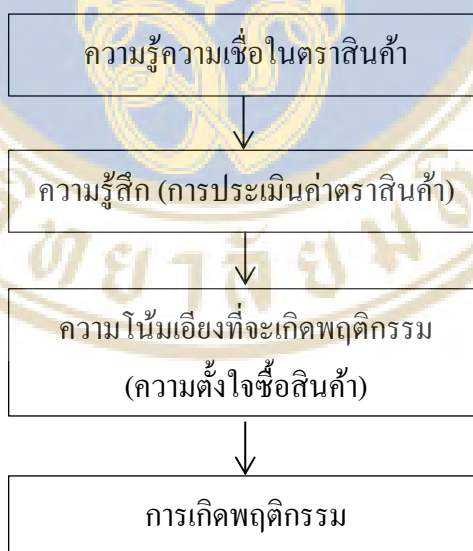 ความรู้ความเชื่อในตราสินค้า
ความรู้สึก (การประเมินค่าตราสินค้า)
ความโน้มเอียงที่จะเกิดพฤติกรรม
(ความตั้งใจซื้อสินค้า)
การเกิดพฤติกรรม